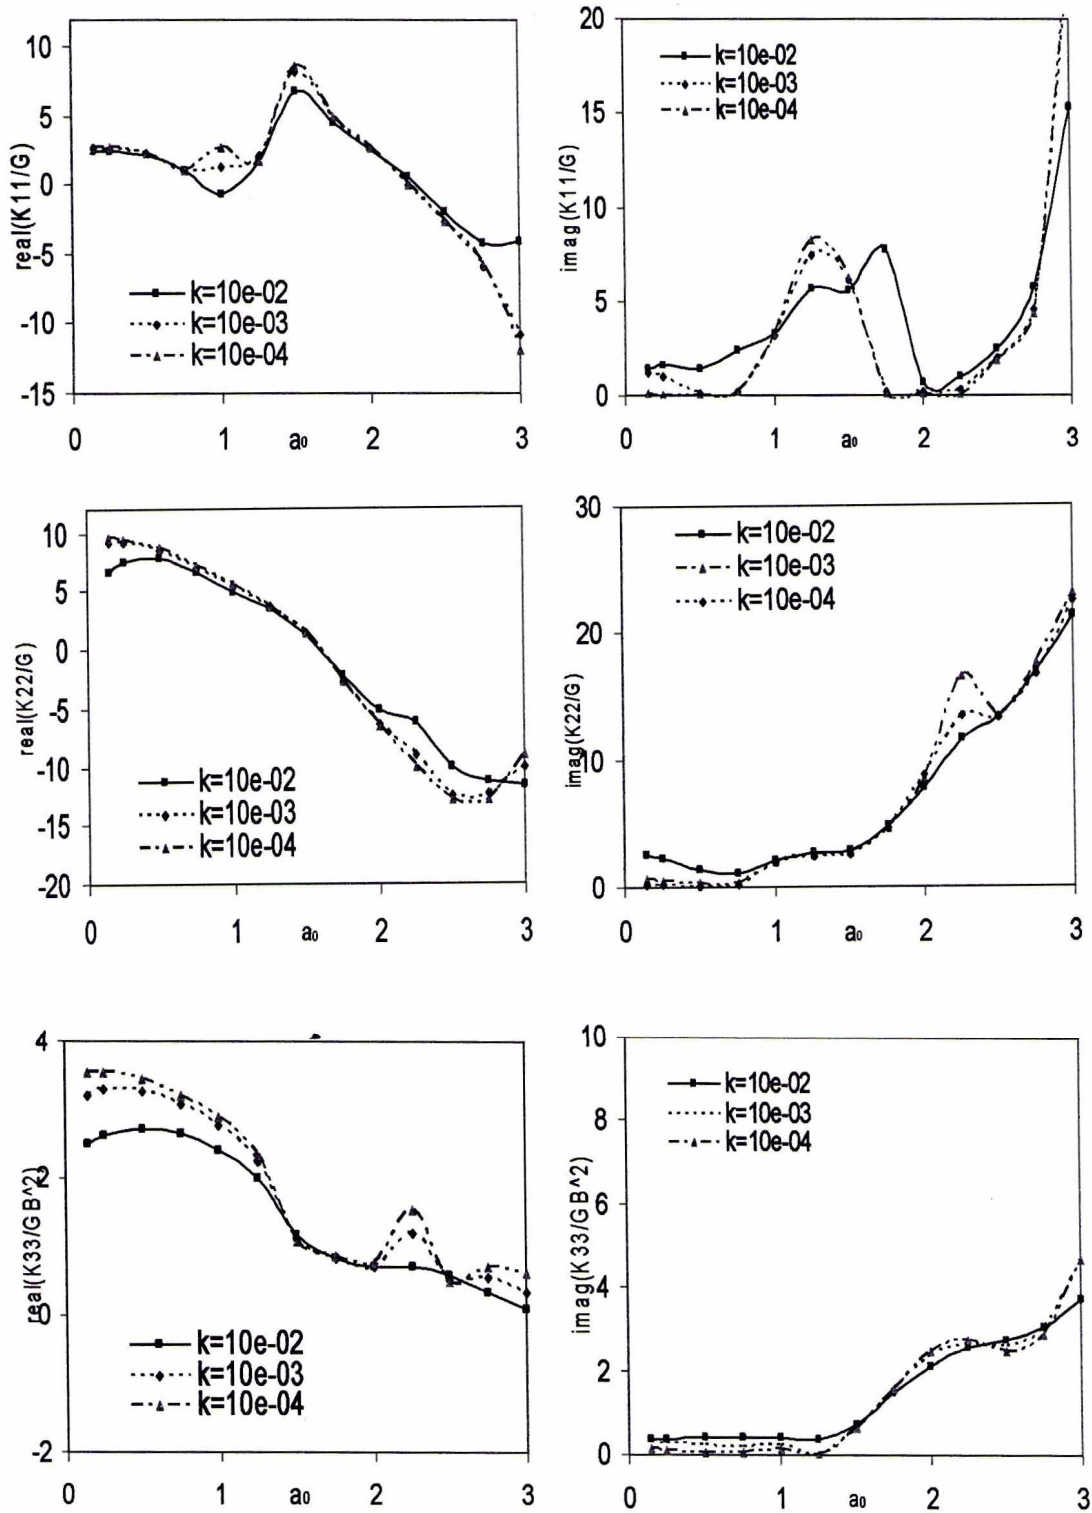 10
5
0
-5
-10
-15
real(K11/G)
k=10e-02
k=10e-03
k=10e-04
0 1 a₀ 2 3
20
15
10
5
0
imag(K11/G)
k=10e-02
k=10e-03
k=10e-04
0 1 a₀ 2 3
10
5
0
-5
-10
-15
-20
real(K22/G)
k=10e-02
k=10e-03
k=10e-04
0 1 a₀ 2 3
30
20
10
0
imag(K22/G)
k=10e-02
k=10e-03
k=10e-04
0 1 a₀ 2 3
4
2
0
-2
real(K33/GB^2)
k=10e-02
k=10e-03
k=10e-04
0 1 a₀ 2 3
10
8
6
4
2
0
imag(K33/GB^2)
k=10e-02
k=10e-03
k=10e-04
0 1 a₀ 2 3